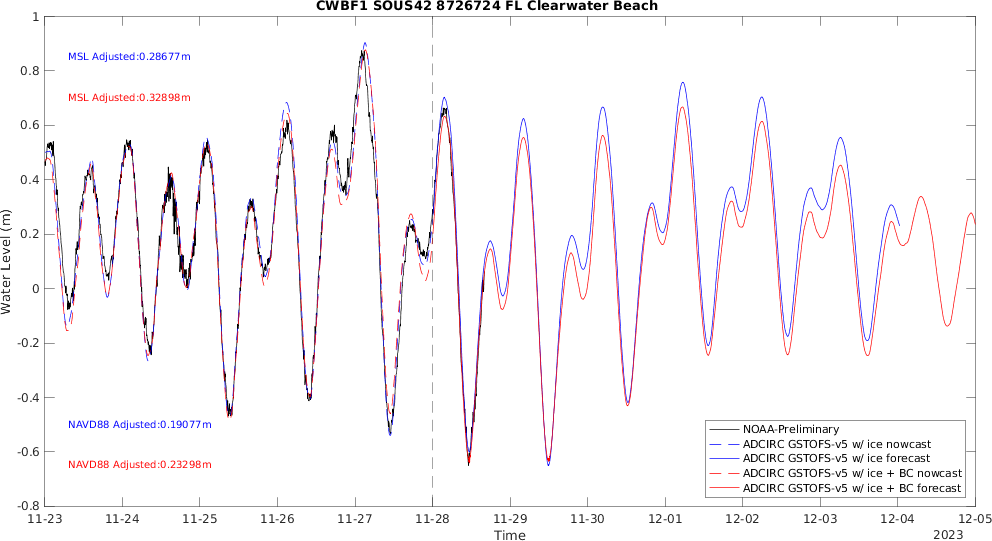 CWBF1 SOUS42 8726724 FL Clearwater Beach
1
0.8
0.6
0.4
0.2
0
-0.2
-0.4
-0.6
-0.8
Water Level (m)
MSL Adjusted:0.28677m
MSL Adjusted:0.32898m
NAVD88 Adjusted:0.19077m
NAVD88 Adjusted:0.23298m
NOAA-Preliminary
ADCIRC GSTOFS-v5 w/ ice nowcast
ADCIRC GSTOFS-v5 w/ ice forecast
ADCIRC GSTOFS-v5 w/ ice + BC nowcast
ADCIRC GSTOFS-v5 w/ ice + BC forecast
11-23 11-24 11-25 11-26 11-27 11-28 11-29 11-30 12-01 12-02 12-03 12-04 12-05
Time
2023